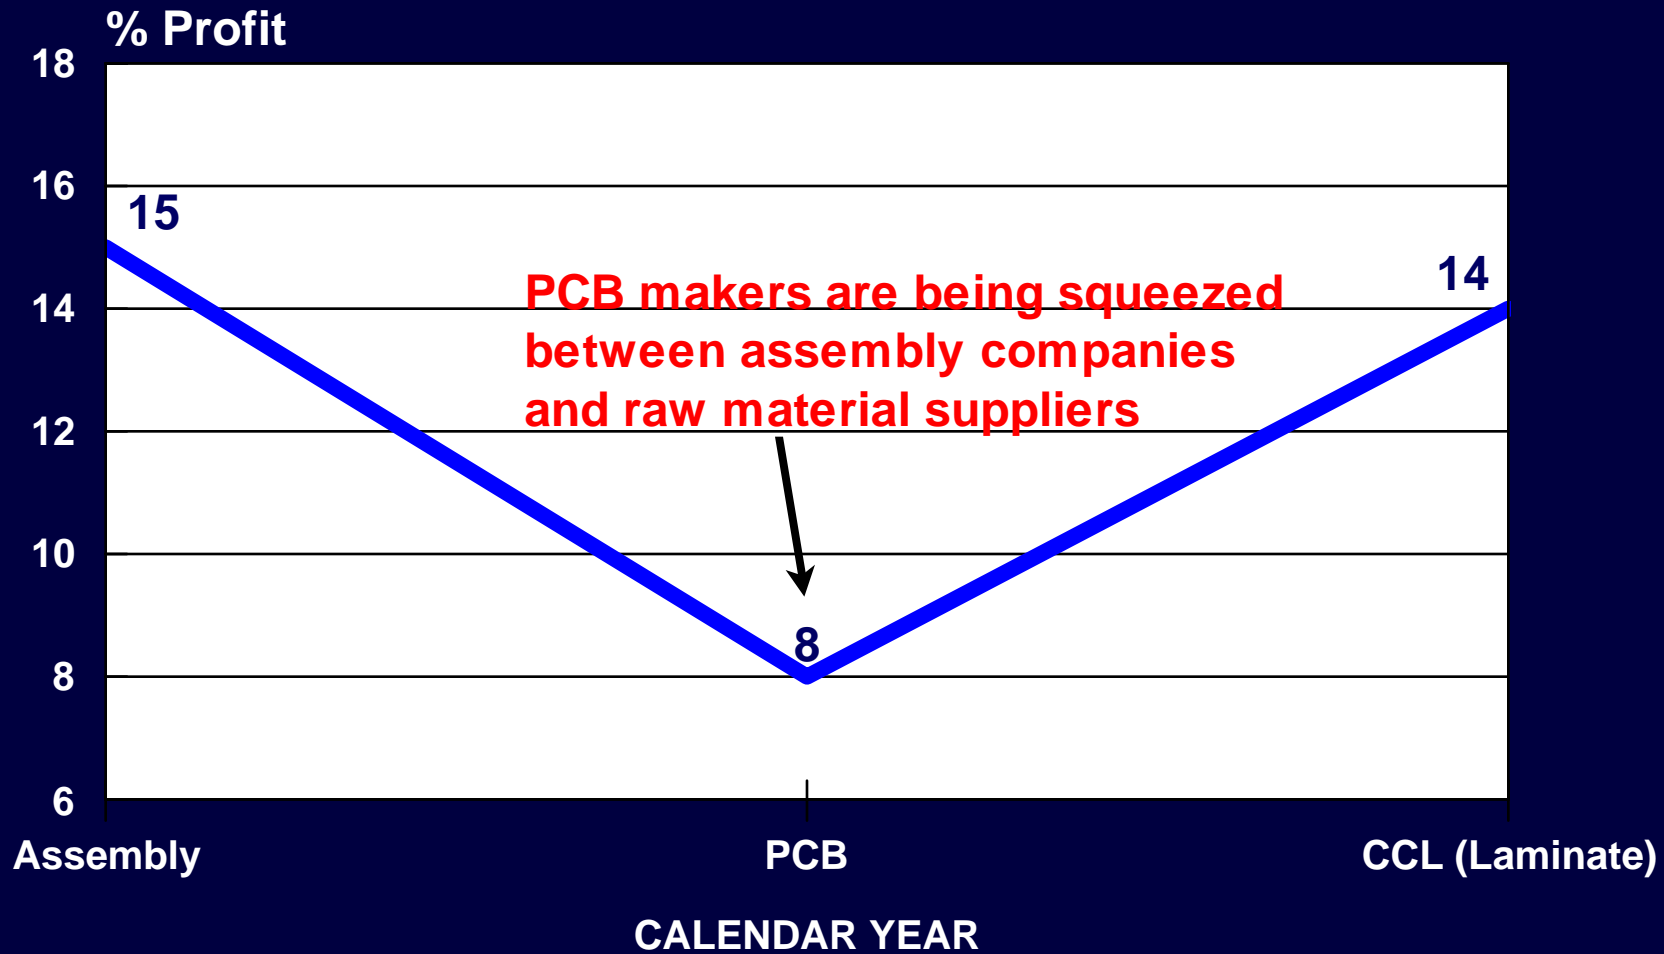 % Profit
18
16
14
12
10
8
6
15
14
PCB makers are being squeezed
between assembly companies
and raw material suppliers
8
Assembly
PCB
CCL (Laminate)
CALENDAR YEAR